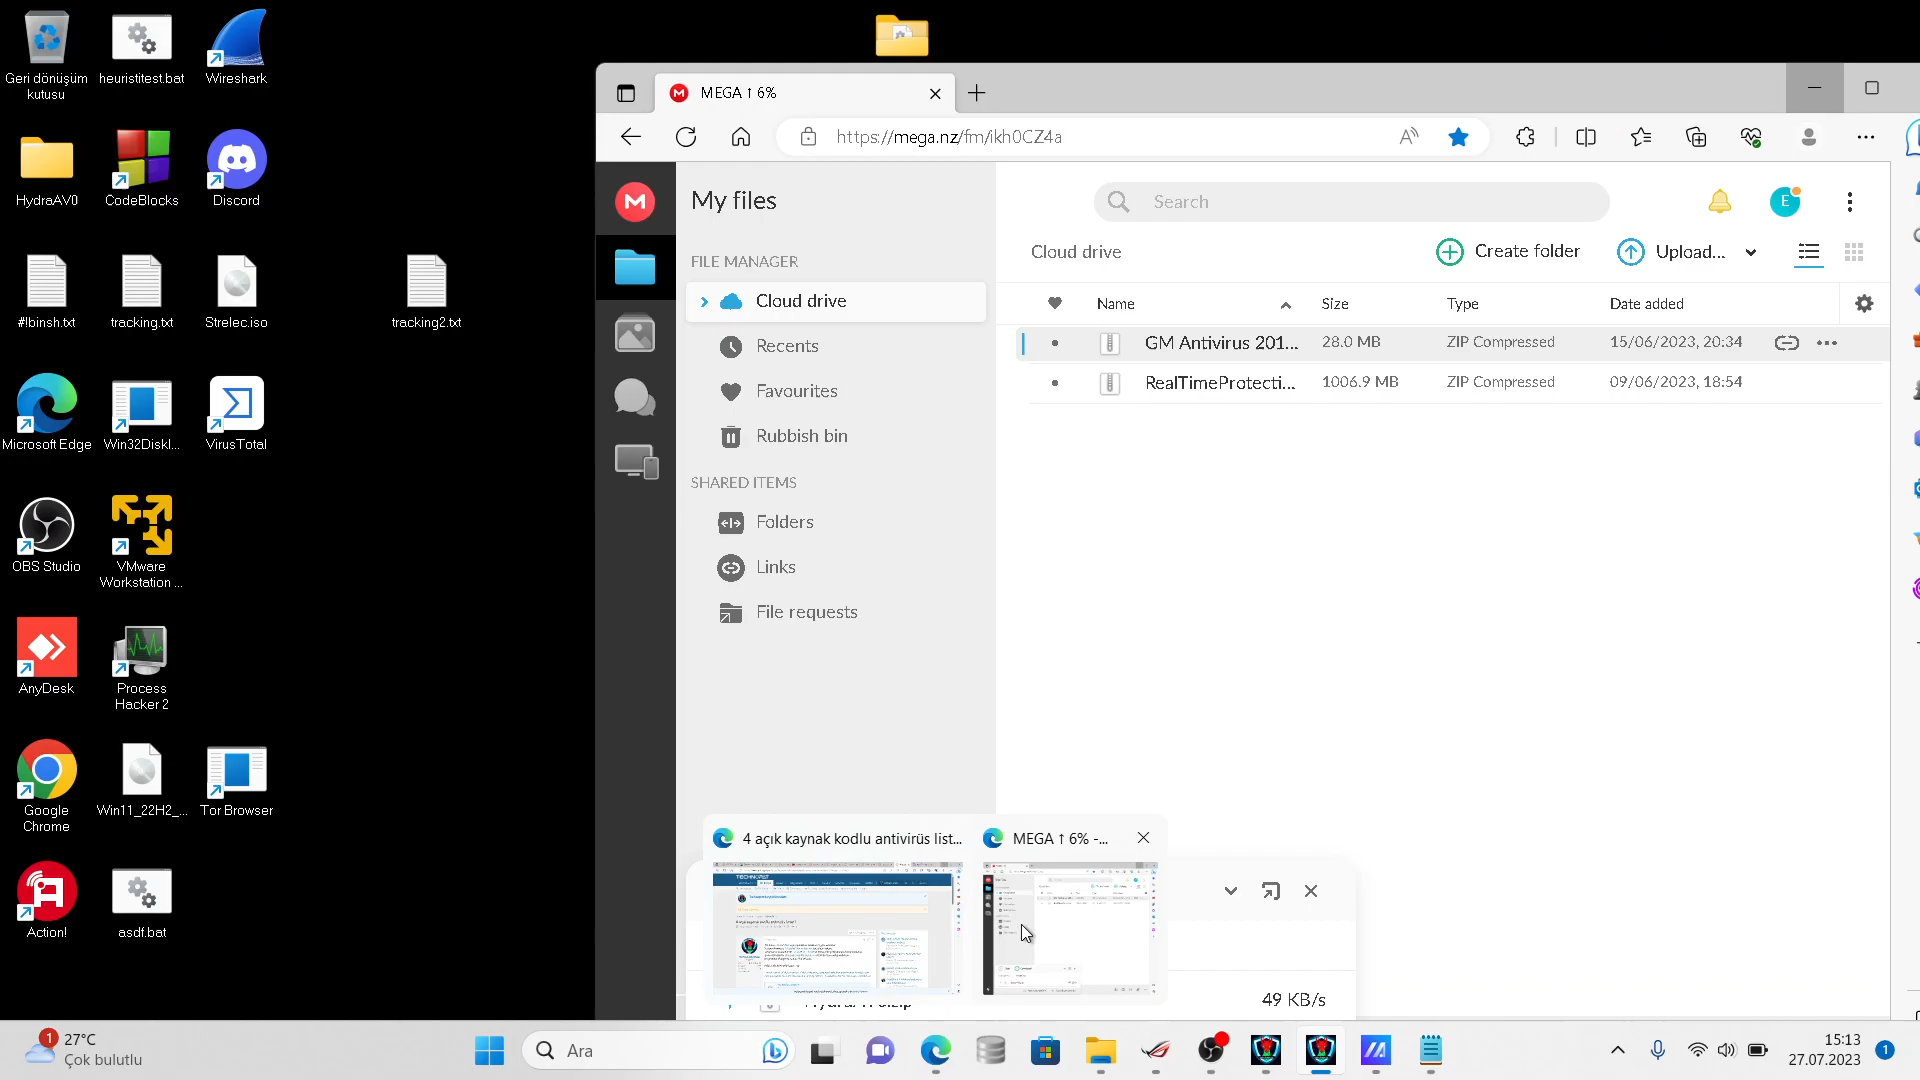 Geri dönüşüm
kutusu
heuristitest.bat
Wireshark
HydraAV0
CodeBlocks
Discord
#!binsh.txt
tracking.txt
Strelec.iso
tracking2.txt
Microsoft Edge
Win32Diskl...
VirusTotal
OBS Studio
VMware
Workstation ...
AnyDesk
Process
Hacker 2
Google
Chrome
Win11_22H2_...
Tor Browser
Action!
asdf.bat
MEGA ↑ 6%
https://mega.nz/fm/ikh0CZ4a
My files
Search
E
FILE MANAGER
Cloud drive
Recents
Favourites
Rubbish bin
SHARED ITEMS
Folders
Links
File requests
Cloud drive
Create folder
Upload...
Name
Size
Type
Date added
GM Antivirus 201...
28.0 MB
ZIP Compressed
15/06/2023, 20:34
RealTimeProtecti...
1006.9 MB
ZIP Compressed
09/06/2023, 18:54
4 açık kaynak kodlu antivirüs list...
MEGA ↑ 6% -...
49 KB/s
1
27°C
Çok bulutlu
Ara
15:13
27.07.2023
1